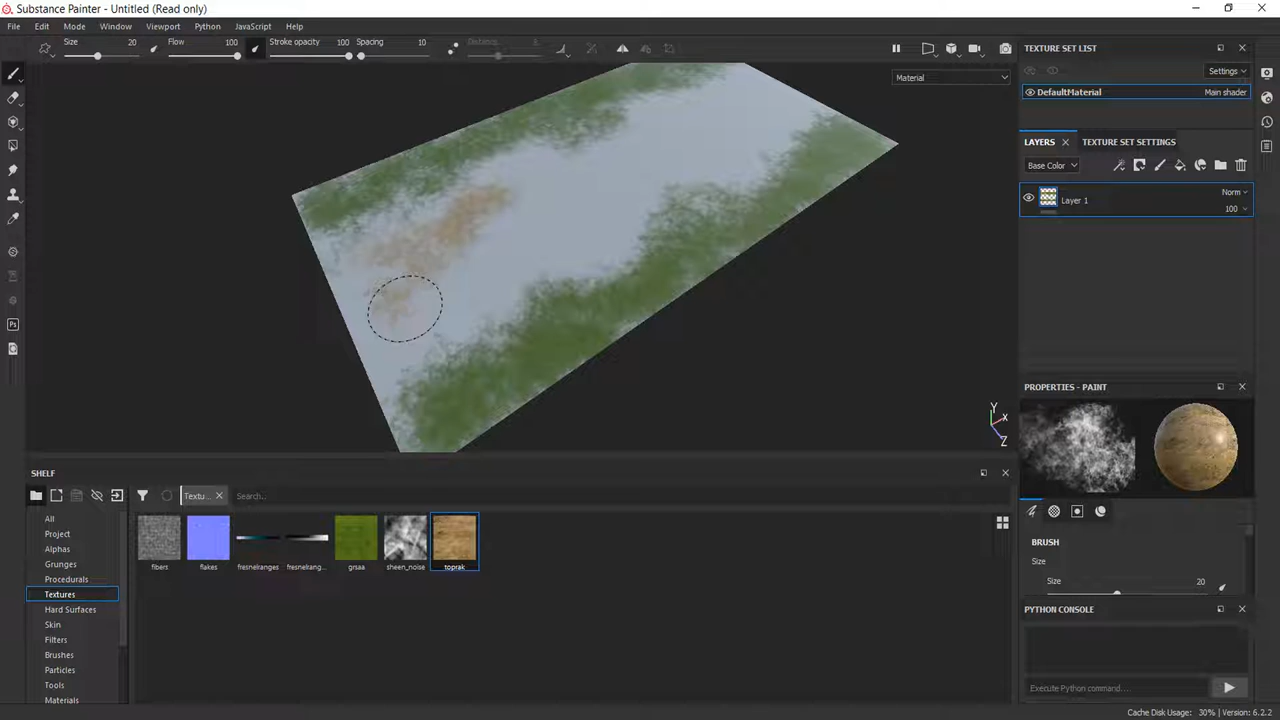 Substance Painter - Untitled (Read only)
File Edit Mode Window Viewport Python JavaScript Help
Size 20 Flow 100 Stroke opacity 100 Spacing 10 Distance 8
Material
TEXTURE SET LIST
Settings
DefaultMaterial Main shader
LAYERS TEXTURE SET SETTINGS
Base Color
Layer 1 Norm
100
Y
X
Z
PROPERTIES - PAINT
BRUSH
Size
Size 20
PYTHON CONSOLE
Execute Python command....
SHELF
Textu... Search...
All
Project
Alphas
Grunges
Procedurals
Textures
Hard Surfaces
Skin
Filters
Brushes
Particles
Tools
Materials
Ps
fibers flakes fresnelranges fresnelrang... grsaa sheen_noise toprak
Cache Disk Usage: 30% | Version: 6.2.2